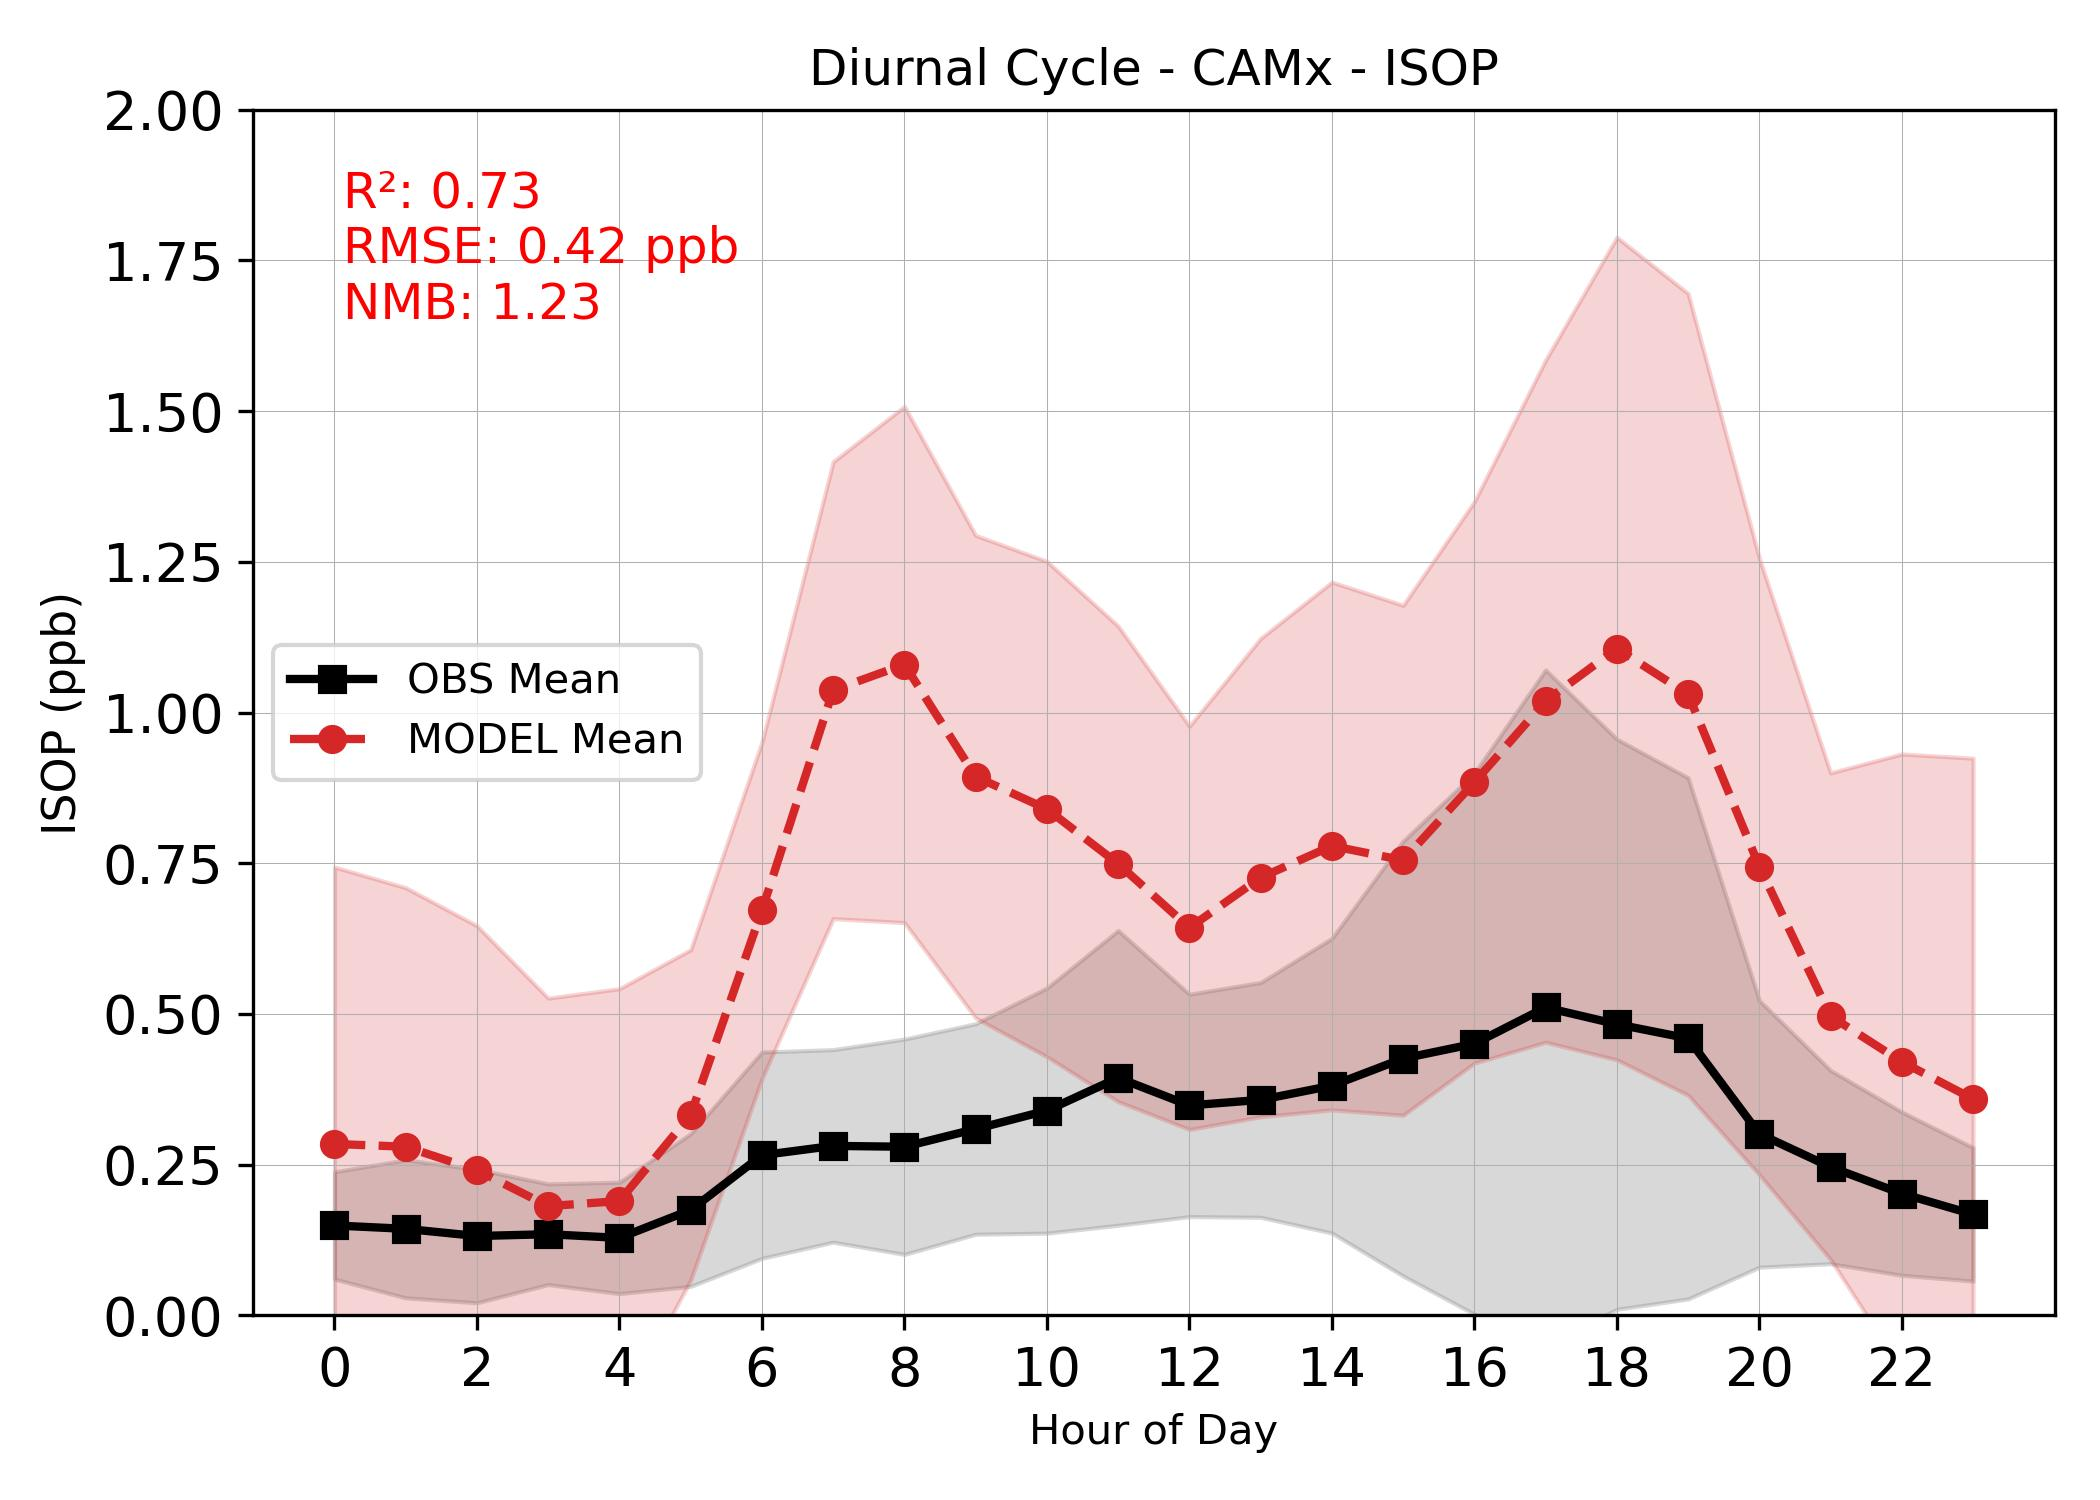 Diurnal Cycle - CAMx - ISOP
2.00
1.75
1.50
1.25
1.00
0.75
0.50
0.25
0.00
ISOP (ppb)
R²: 0.73
RMSE: 0.42 ppb
NMB: 1.23
OBS Mean
MODEL Mean
0 2 4 6 8 10 12 14 16 18 20 22
Hour of Day